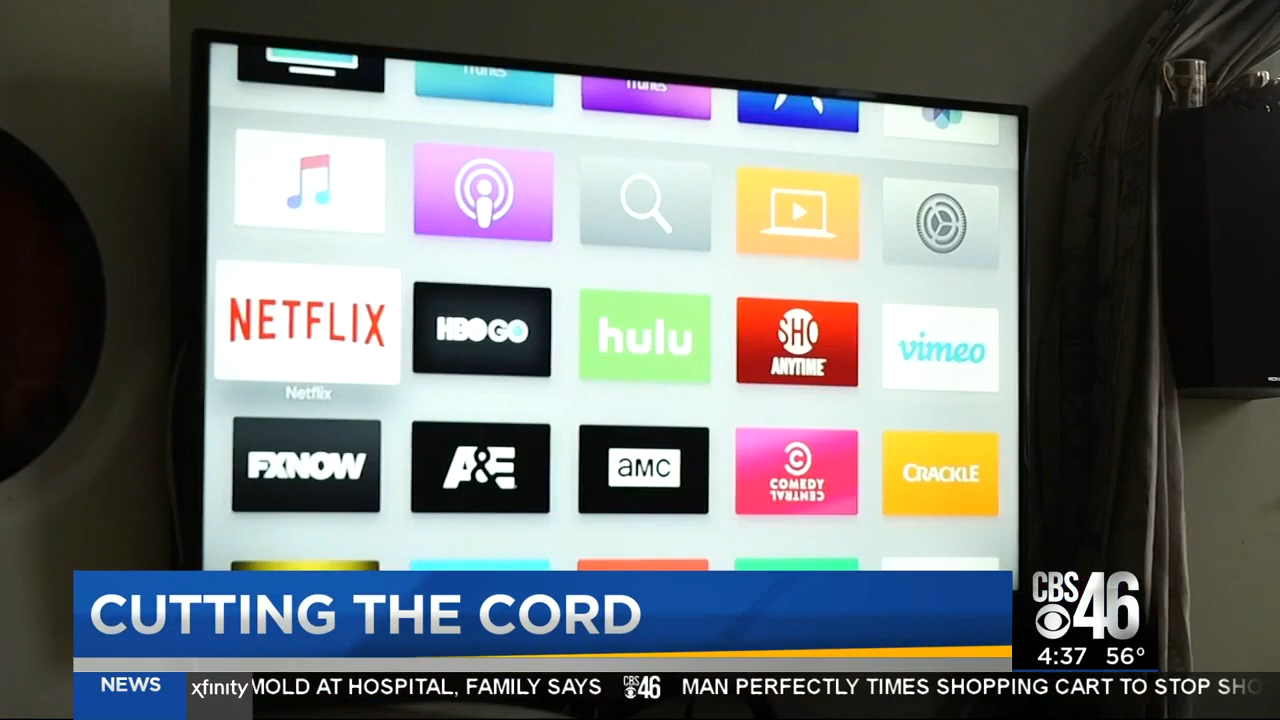 iTunes
iTunes
NETFLIX
HBO GO
hulu
SHO
ANYTIME
vimeo
Netflix
FXNOW
A&E
aMC
COMEDY
CENTRAL
CRACKLE
CUTTING THE CORD
CBS 46
4:37 56°
NEWS xfinity MOLD AT HOSPITAL, FAMILY SAYS CBS 46 MAN PERFECTLY TIMES SHOPPING CART TO STOP SHO